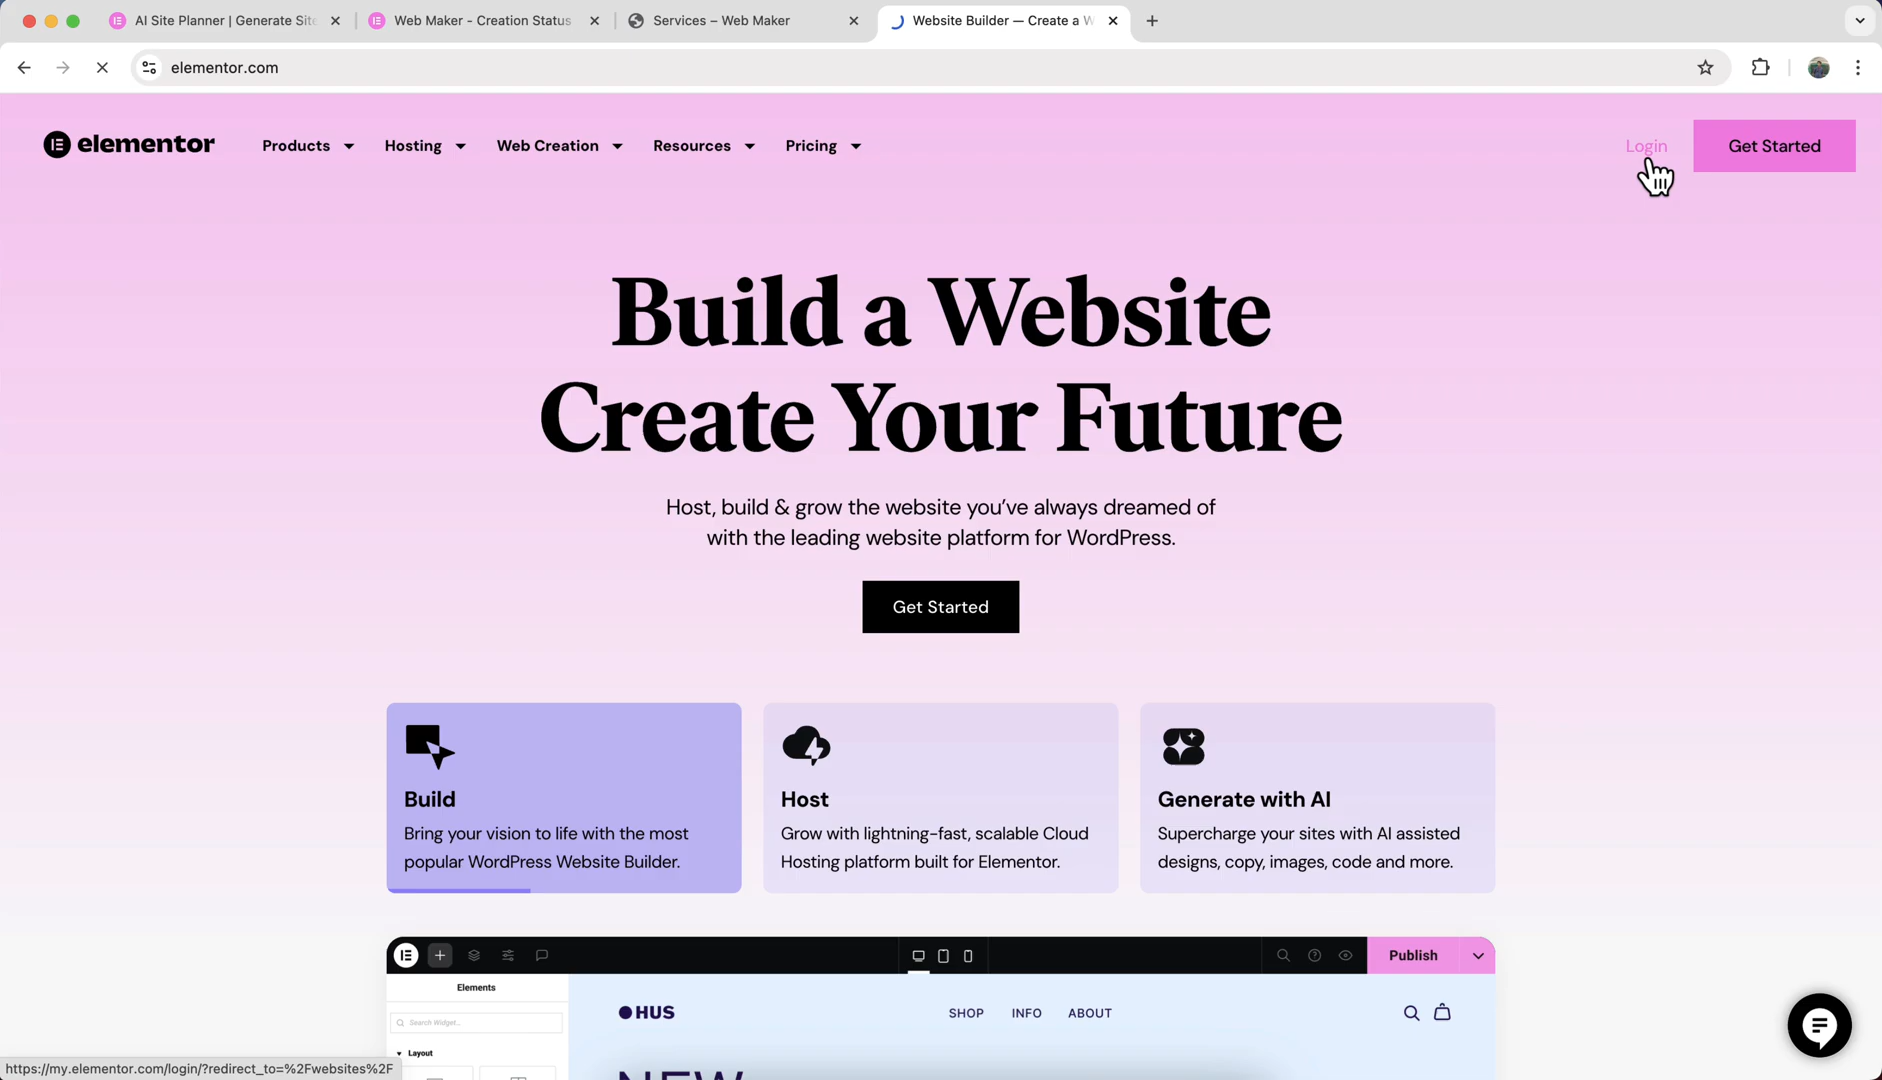 AI Site Planner | Generate Site
Web Maker - Creation Status
Services – Web Maker
Website Builder — Create a W
elementor.com
elementor
Products
Hosting
Web Creation
Resources
Pricing
Login
Get Started
Build a Website
Create Your Future
Host, build & grow the website you’ve always dreamed of
with the leading website platform for WordPress.
Get Started
Build
Bring your vision to life with the most
popular WordPress Website Builder.
Host
Grow with lightning-fast, scalable Cloud
Hosting platform built for Elementor.
Generate with AI
Supercharge your sites with AI assisted
designs, copy, images, code and more.
Publish
Elements
HUS
SHOP
INFO
ABOUT
Search Widget...
Layout
NEW
https://my.elementor.com/login/?redirect_to=%2Fwebsites%2F